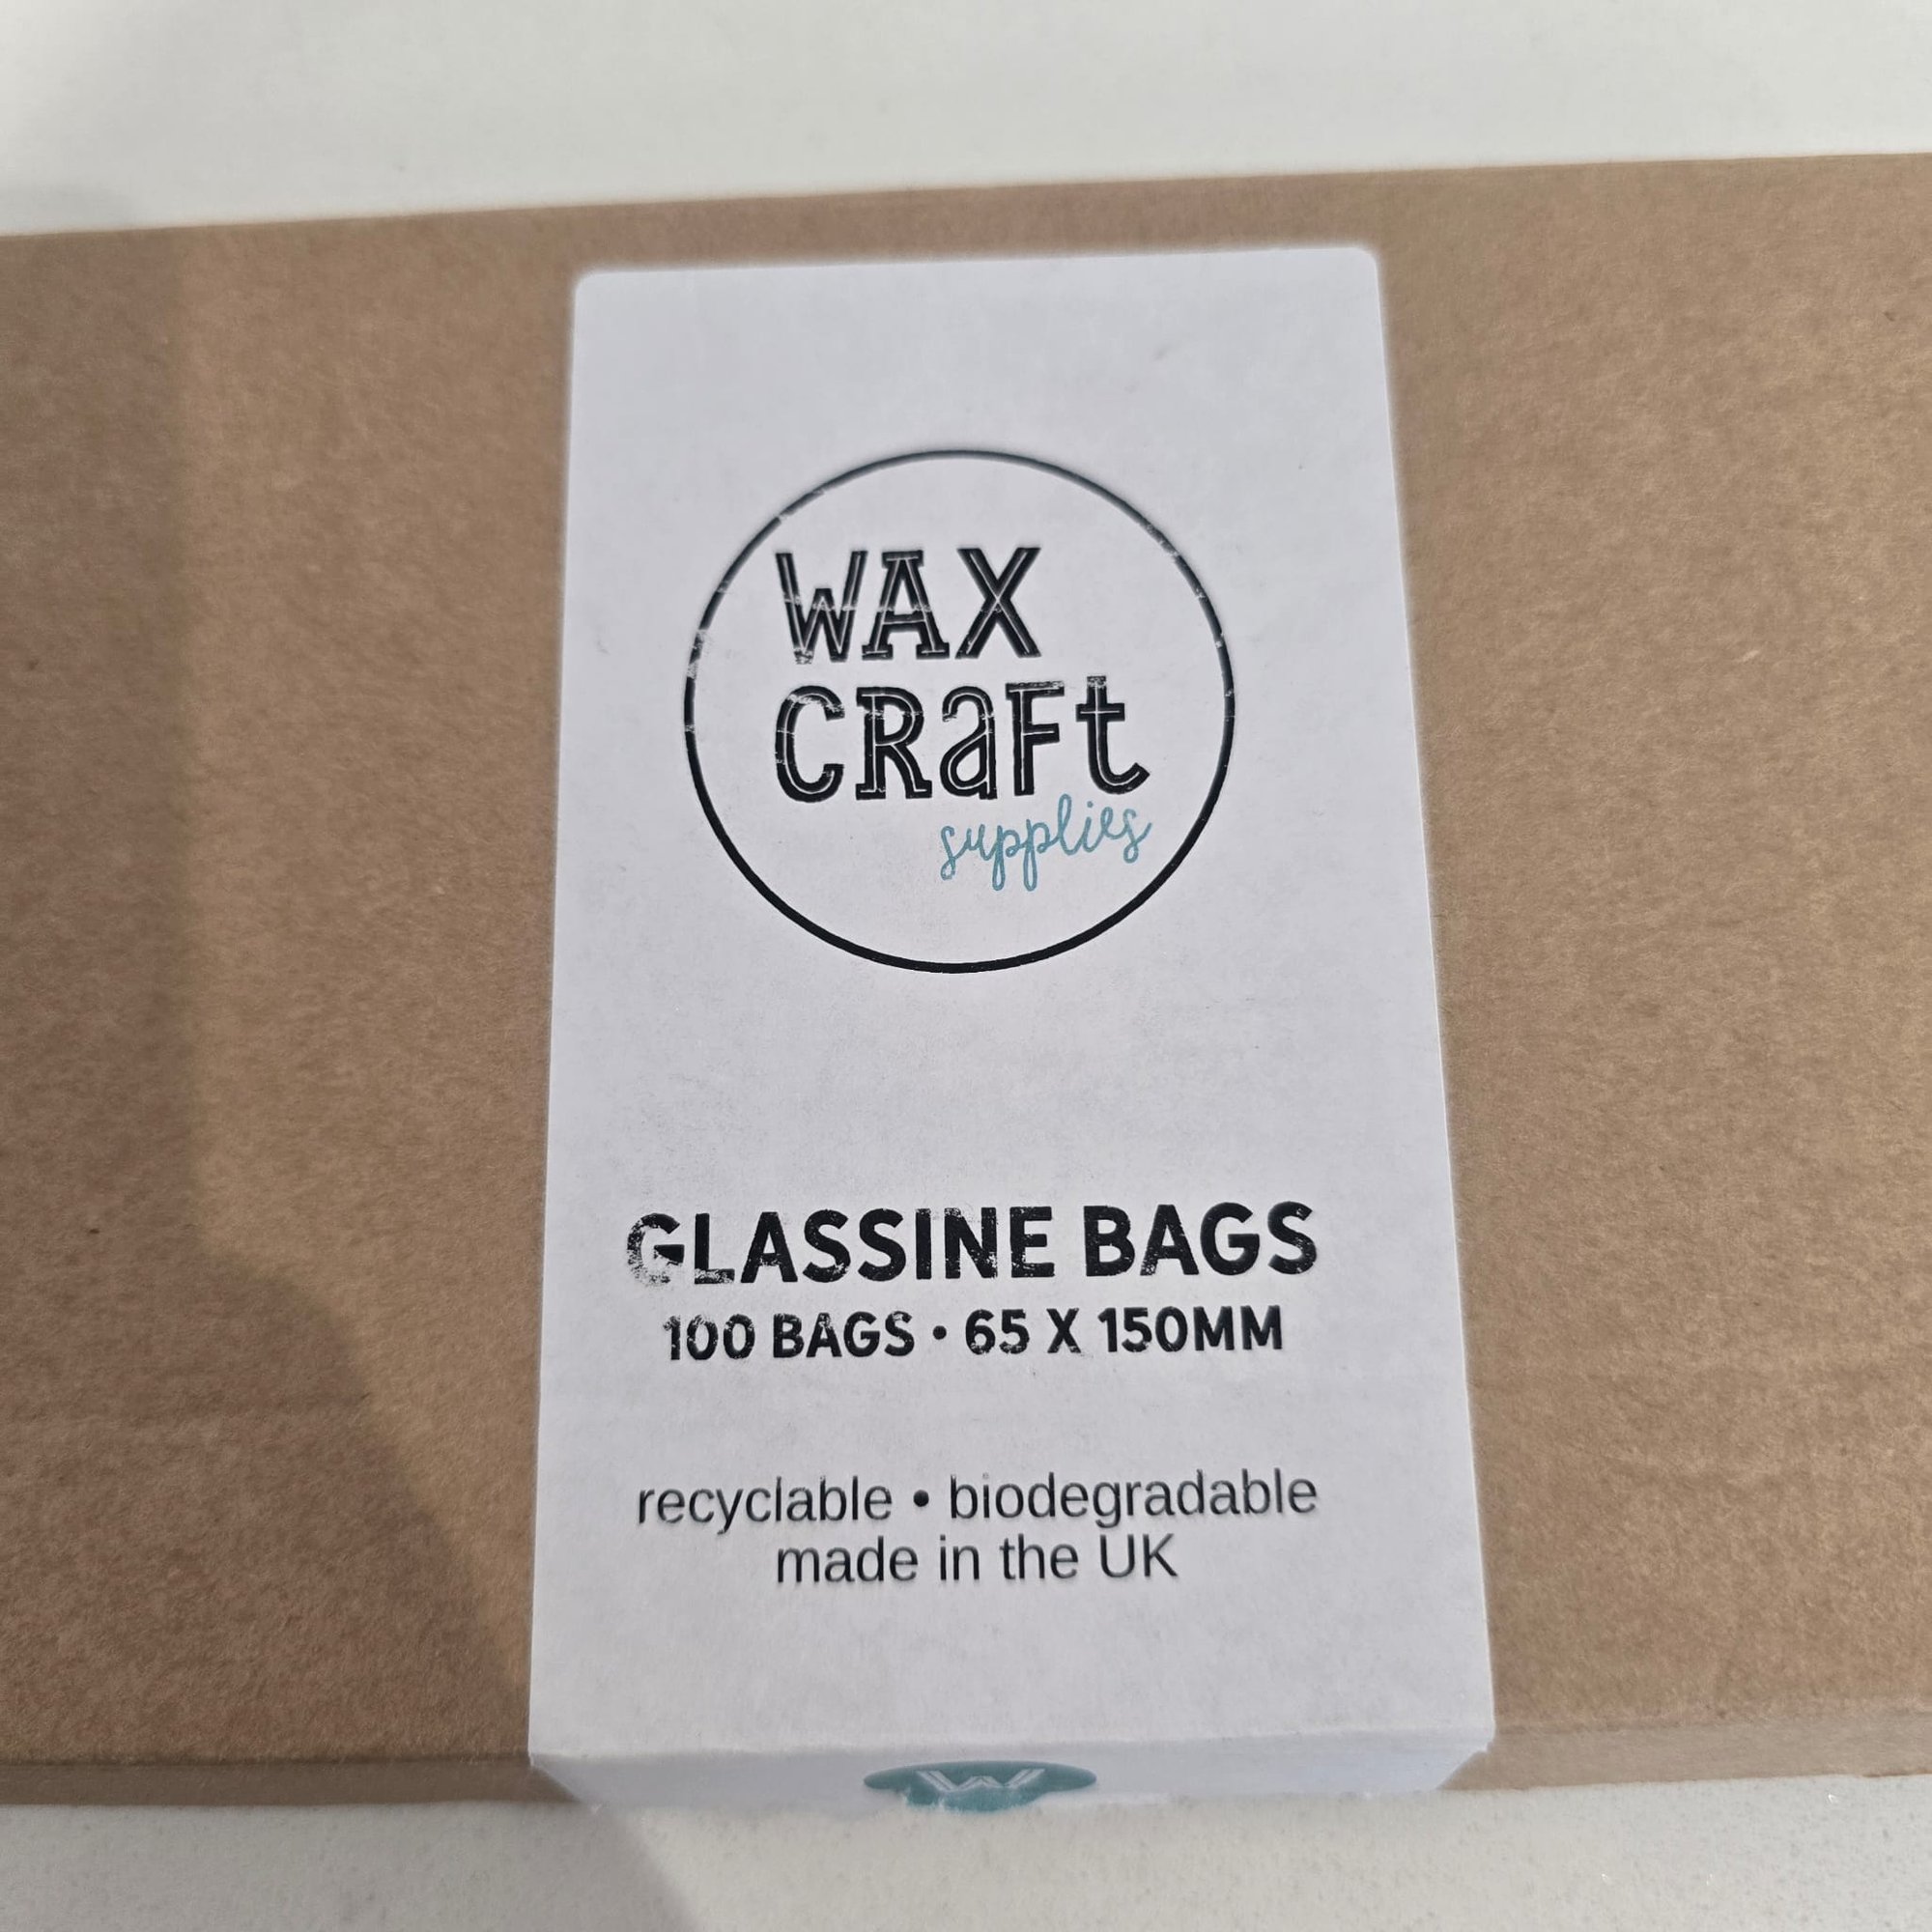 WAX
CRaFt
supplies
GLASSINE BAGS
100 BAGS • 65 X 150MM
recyclable • biodegradable
made in the UK
W